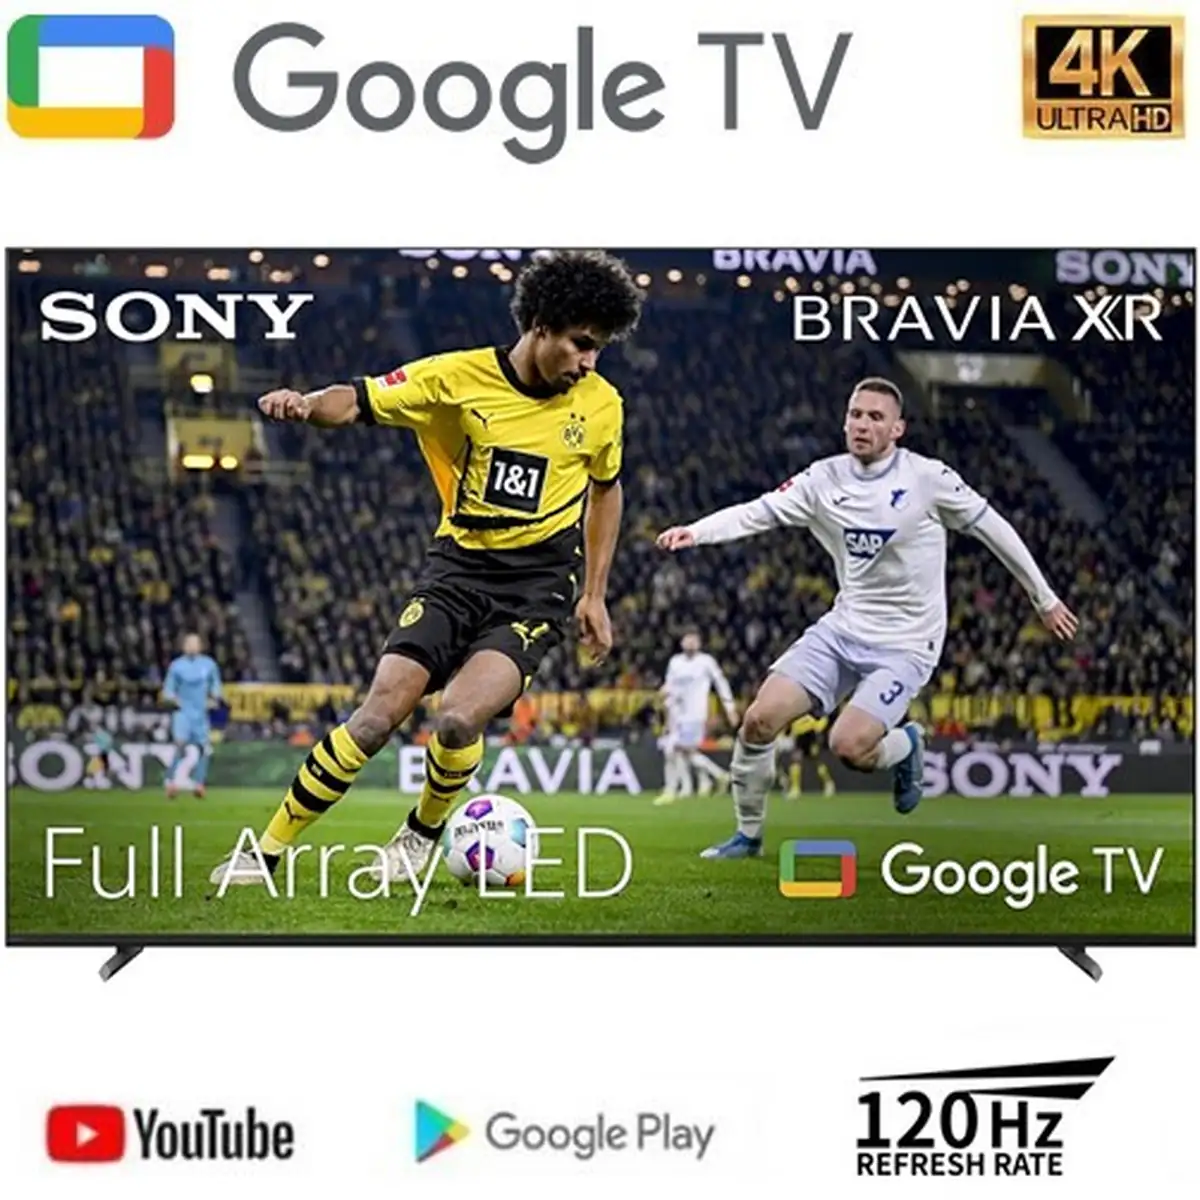 Google TV
4K
ULTRA HD
BRAVIA
SONY
SONY
BRAVIA XR
1&1
SAP
3
SONY
BRAVIA
SONY
Full Array LED
Google TV
YouTube
Google Play
120 Hz
REFRESH RATE